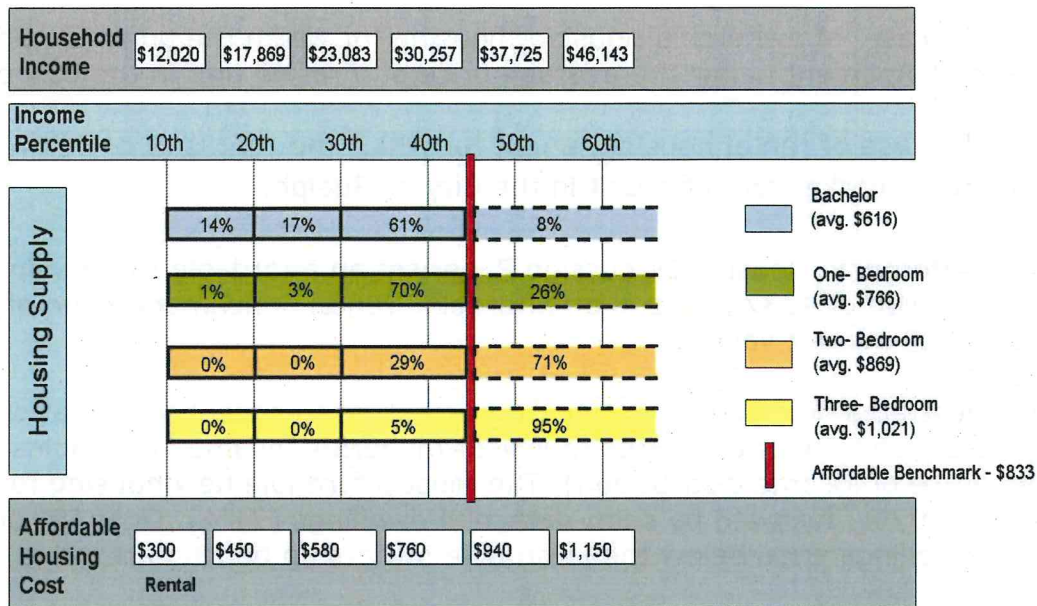 Household
Income
$12,020 $17,869 $23,083 $30,257 $37,725 $46,143
Income
Percentile 10th 20th 30th 40th 50th 60th
Housing Supply
14% 17% 61% 8%
1% 3% 70% 26%
0% 0% 29% 71%
0% 0% 5% 95%
Bachelor
(avg. $616)
One- Bedroom
(avg. $766)
Two- Bedroom
(avg. $869)
Three- Bedroom
(avg. $1,021)
Affordable Benchmark - $833
Affordable
Housing
Cost
$300 $450 $580 $760 $940 $1,150
Rental